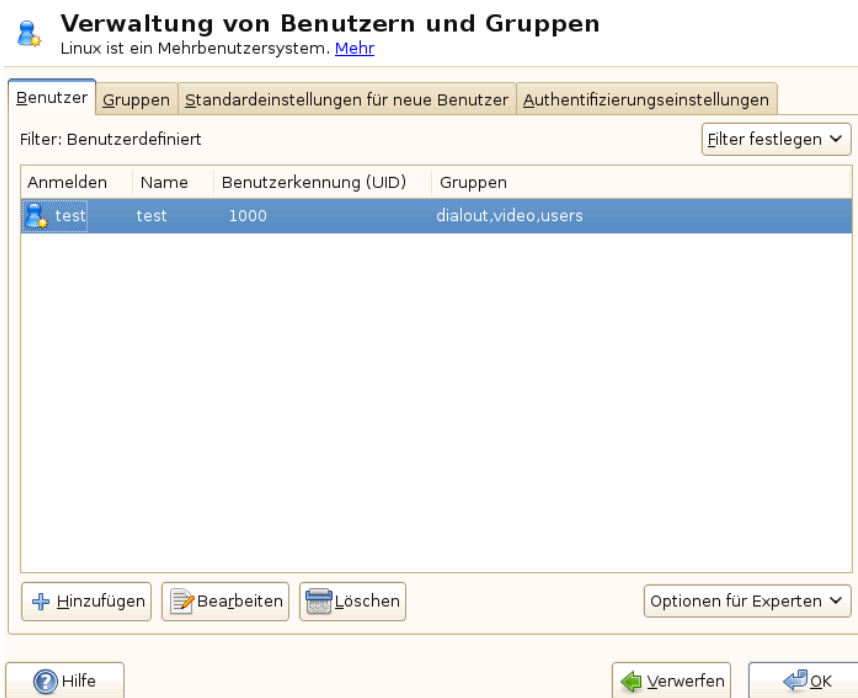 Verwaltung von Benutzern und Gruppen
Linux ist ein Mehrbenutzersystem. Mehr
Benutzer Gruppen Standardeinstellungen für neue Benutzer Authentifizierungseinstellungen
Filter: Benutzerdefiniert Filter festlegen
Anmelden Name Benutzerkennung (UID) Gruppen
test test 1000 dialout,video,users
Hinzufügen Bearbeiten Löschen Optionen für Experten
Hilfe Verwerfen OK